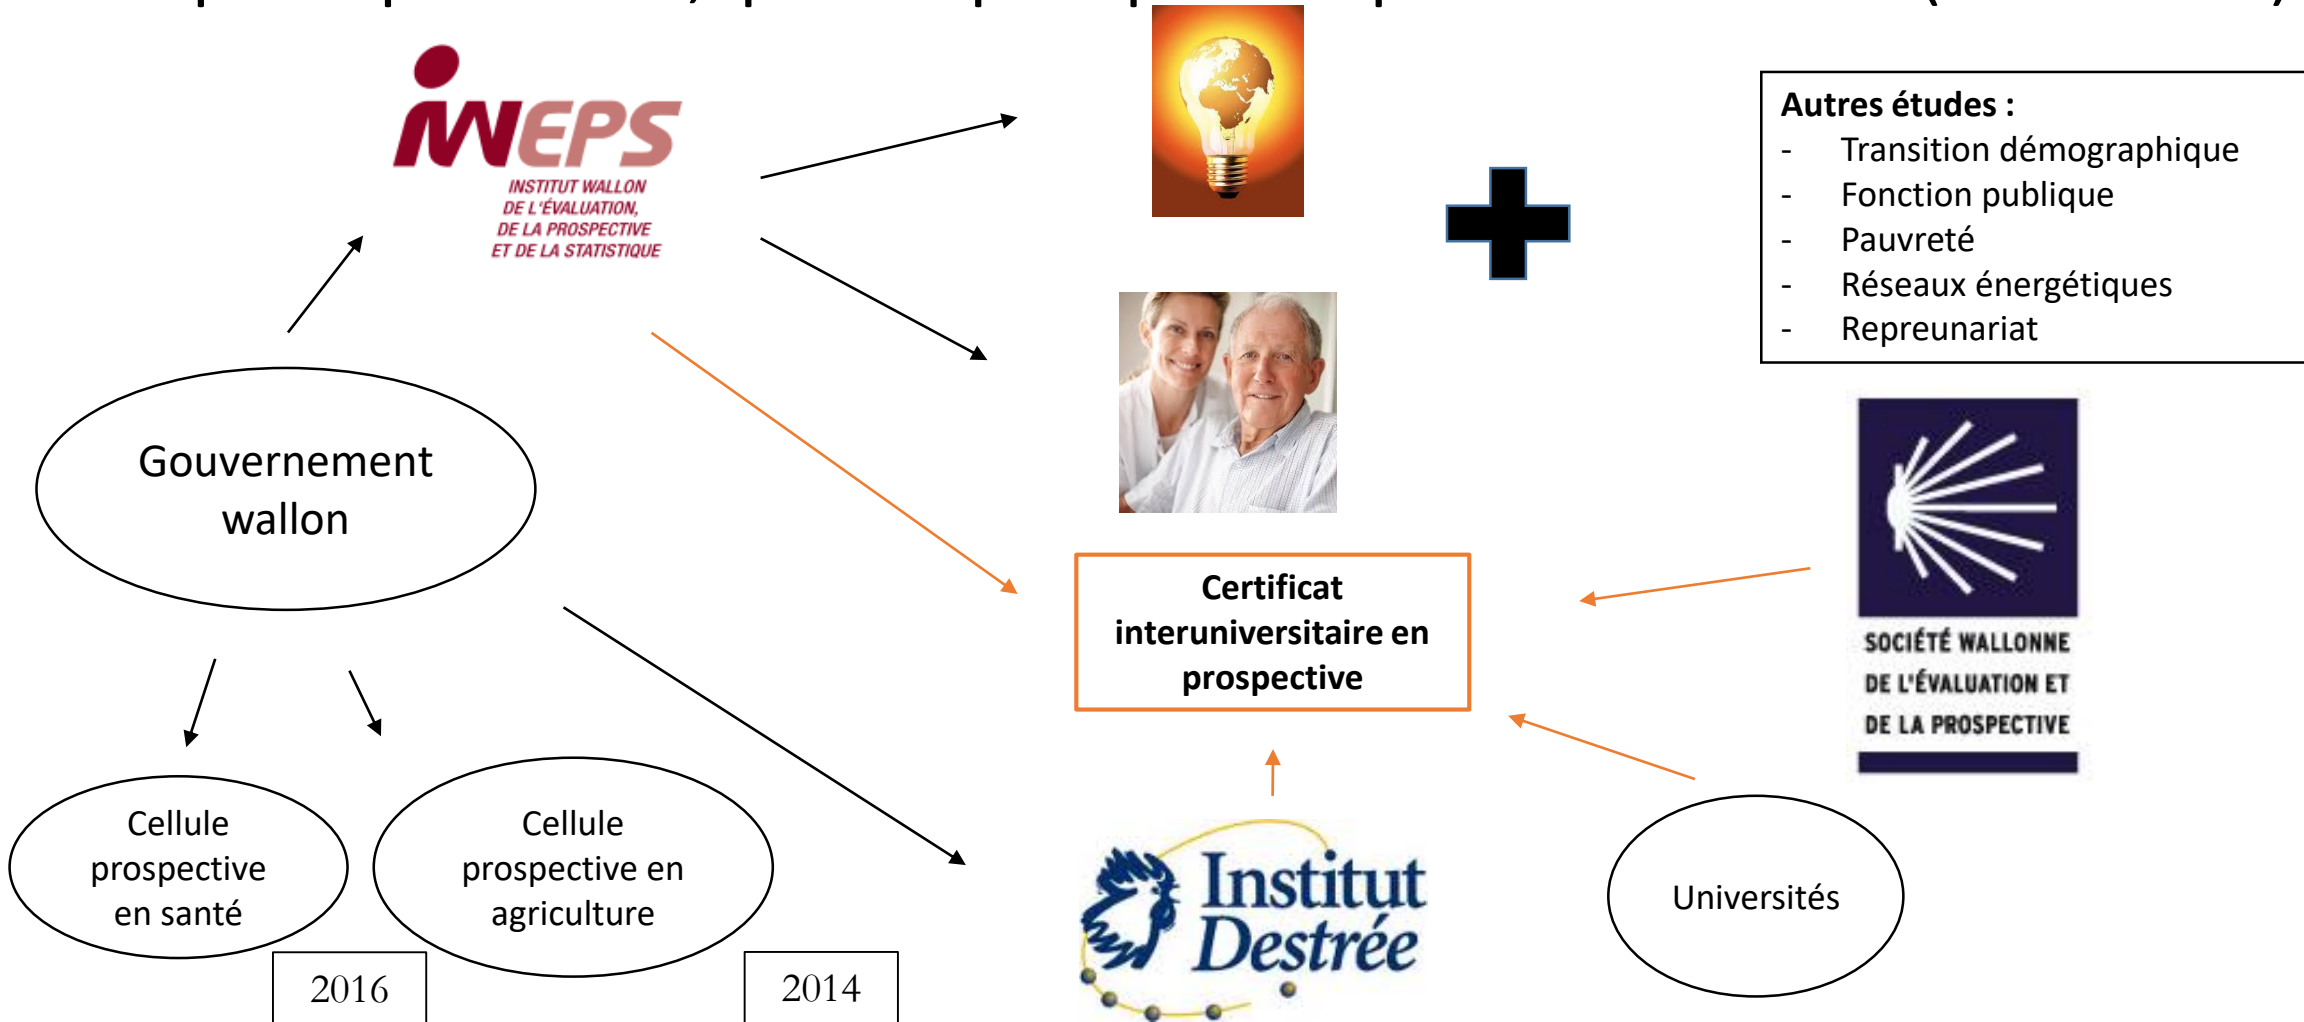 iWEPS
INSTITUT WALLON
DE L'ÉVALUATION,
DE LA PROSPECTIVE
ET DE LA STATISTIQUE
Autres études :
- Transition démographique
- Fonction publique
- Pauvreté
- Réseaux énergétiques
- Repreunariat
Gouvernement
wallon
Certificat
interuniversitaire en
prospective
SOCIÉTÉ WALLONNE
DE L'ÉVALUATION ET
DE LA PROSPECTIVE
Cellule
prospective
en santé
2016
Cellule
prospective en
agriculture
2014
Institut
Destrée
Universités